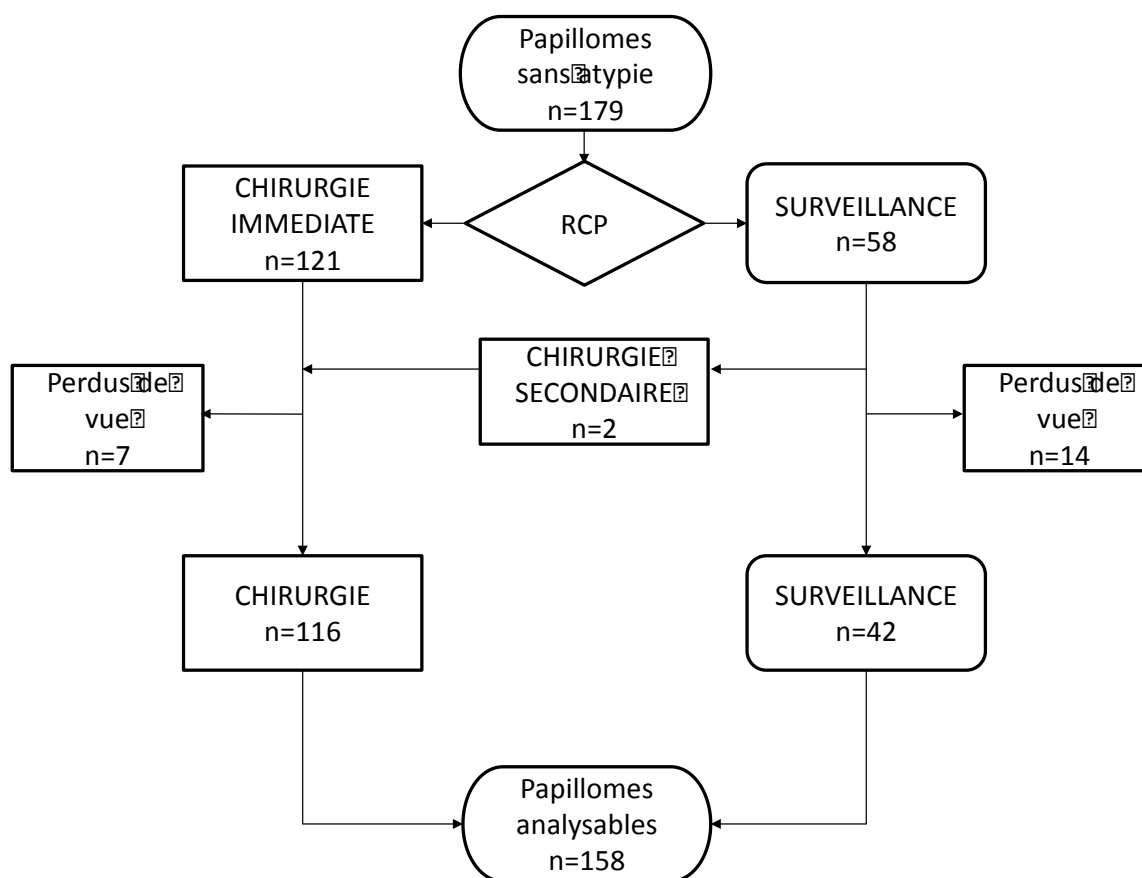 Papillomes
sans atypie
n=179
CHIRURGIE
IMMEDIATE
n=121
RCP
SURVEILLANCE
n=58
Perdus de
vue
n=7
CHIRURGIE
SECONDAIRE
n=2
Perdus de
vue
n=14
CHIRURGIE
n=116
SURVEILLANCE
n=42
Papillomes
analysables
n=158